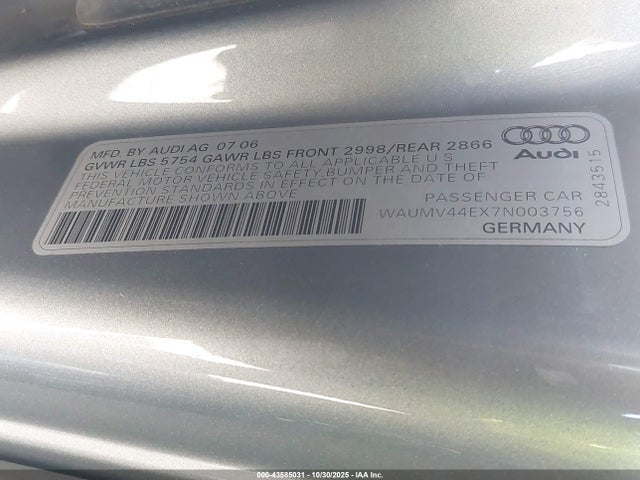 MFD. BY AUDI AG 07 06
GVWR LBS 5754 GAWR LBS FRONT 2998/REAR 2866
THIS VEHICLE CONFORMS TO ALL APPLICABLE U S
FEDERAL MOTOR VEHICLE SAFETY, BUMPER AND THEFT
PREVENTION STANDARDS IN EFFECT ON THE DATE OF
MANUFACTURE SHOWN ABOVE
Audi
PASSENGER CAR
WAUMV44EX7N003756
GERMANY
2843515
000-43585031 - 10/30/2025 - IAA Inc.